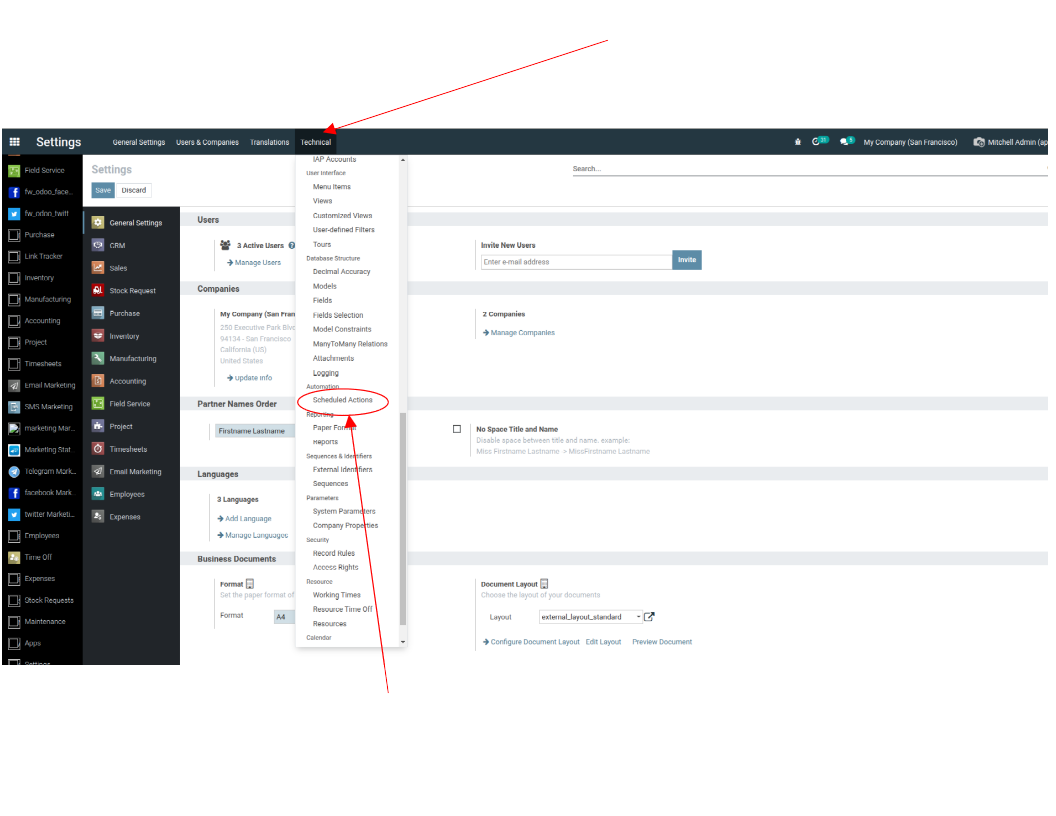 Settings General Settings Users & Companies Translations Technical 21 5 My Company (San Francisco) Mitchell Admin (ap
Field Service
fw_odoo_face...
fw_odoo_twitt
Purchase
Link Tracker
Inventory
Manufacturing
Accounting
Project
Timesheets
Email Marketing
SMS Marketing
marketing Mar...
Marketing Stat...
Telegram Mark...
facebook Mark...
twitter Marketi...
Employees
Time Off
Expenses
Stock Requests
Maintenance
Apps
Settings
Settings
Search...
Save Discard
General Settings
CRM
Sales
Stock Request
Purchase
Inventory
Manufacturing
Accounting
Field Service
Project
Timesheets
Email Marketing
Employees
Expenses
IAP Accounts
User Interface
Menu Items
Views
Customized Views
User-defined Filters
Tours
Database Structure
Decimal Accuracy
Models
Fields
Fields Selection
Model Constraints
ManyToMany Relations
Attachments
Logging
Automation
Scheduled Actions
Reporting
Paper Format
Reports
Sequences & Identifiers
External Identifiers
Sequences
Parameters
System Parameters
Company Properties
Security
Record Rules
Access Rights
Resource
Working Times
Resource Time Off
Resources
Calendar
Users
3 Active Users
Manage Users
Invite New Users
Enter e-mail address Invite
Companies
My Company (San Fran
250 Executive Park Blvd
94134 - San Francisco
California (US)
United States
Update Info
2 Companies
Manage Companies
Partner Names Order
Firstname Lastname
No Space Title and Name
Disable space between title and name. example:
Miss Firstname Lastname > MissFirstname Lastname
Languages
3 Languages
Add Language
Manage Languages
Business Documents
Format
Set the paper format of
Format A4
Document Layout
Choose the layout of your documents
Layout external_layout_standard
Configure Document Layout Edit Layout Preview Document